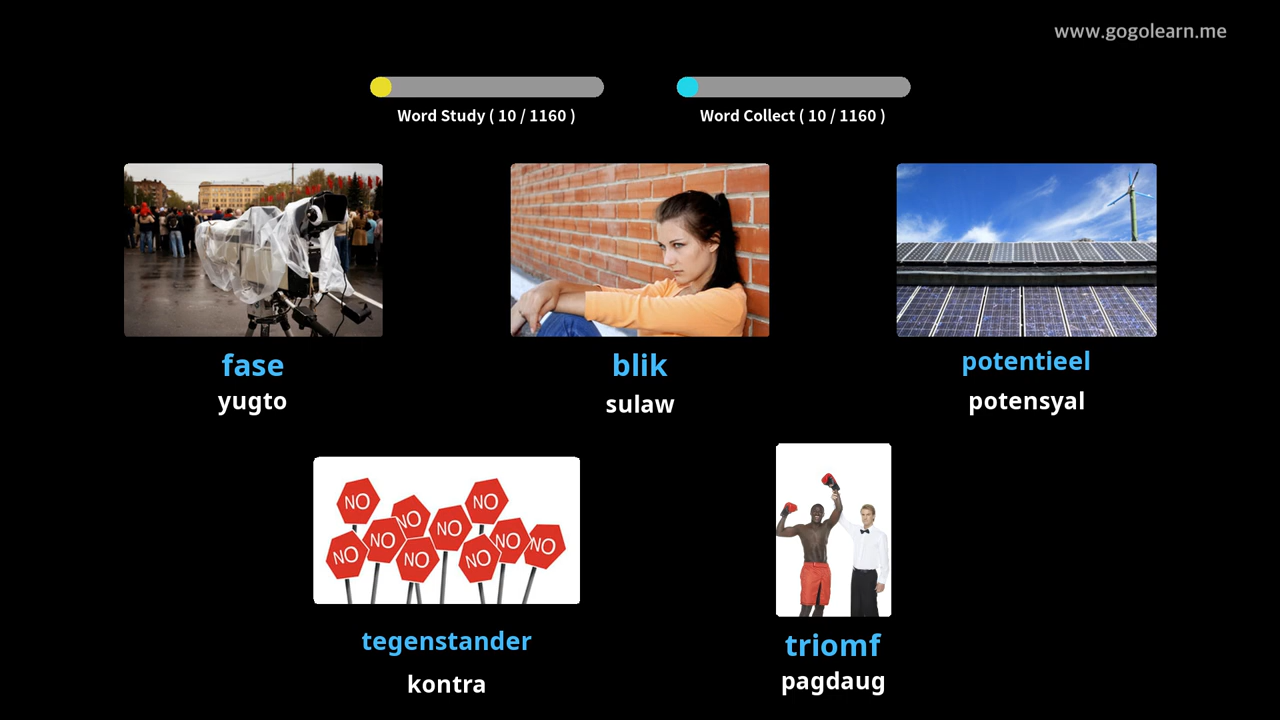 www.gogolearn.me
Word Study ( 10 / 1160 )
Word Collect ( 10 / 1160 )
fase
yugto
blik
sulaw
potentieel
potensyal
NO
NO
NO
NO
NO
NO
NO
NO
NO
NO
tegenstander
kontra
triomf
pagdaug